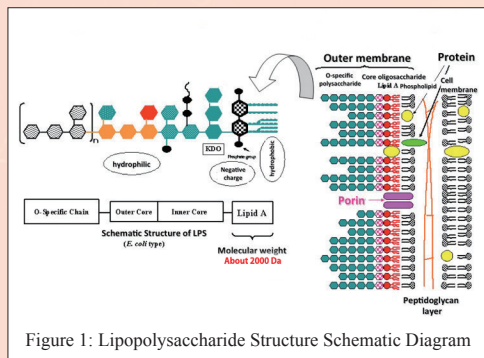 Outer membrane
Protein
O-specific
polysaccharide
Core oligosaccharide
Lipid A
Phospholipid
Cell
membrane
n
KDO
hydrophilic
Phosphate group
Negative
charge
hydrophobic
O-Specific Chain
Outer Core
Inner Core
Lipid A
Porin
Schematic Structure of LPS
(E. coli type)
Molecular weight
About 2000 Da
Peptidoglycan
layer
Figure 1: Lipopolysaccharide Structure Schematic Diagram